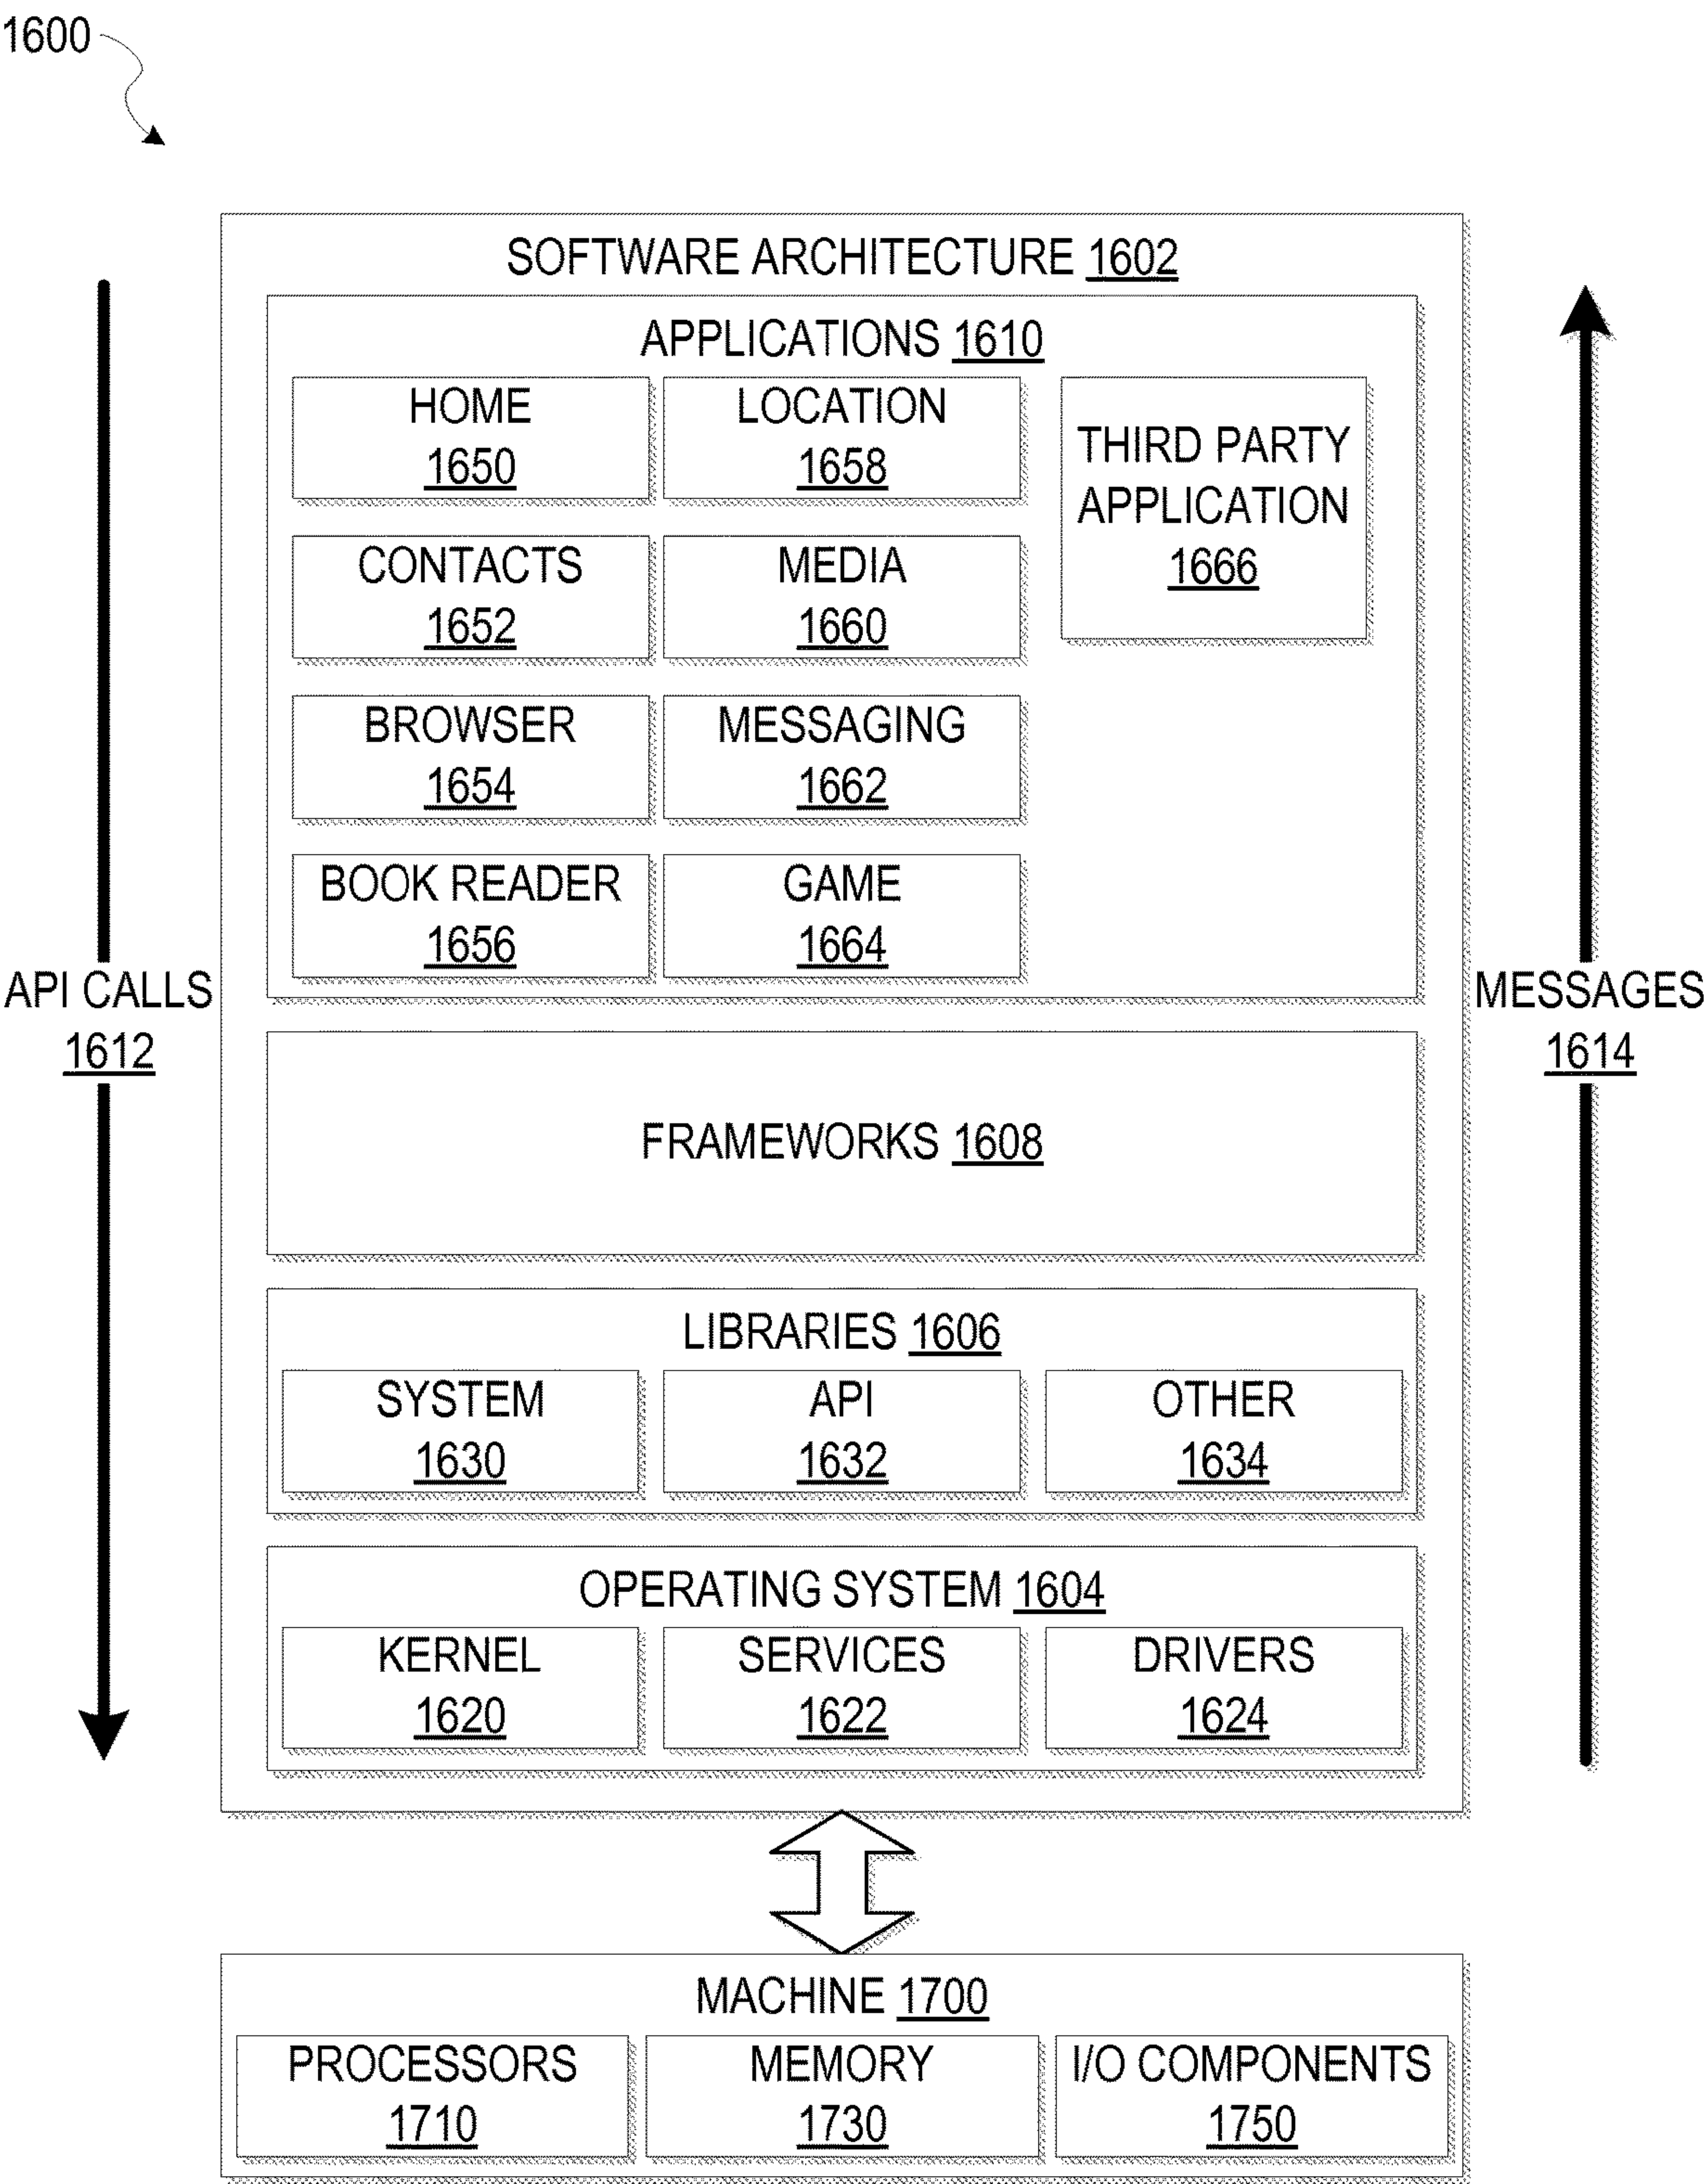 1600
SOFTWARE ARCHITECTURE 1602
APPLICATIONS 1610
HOME
1650
LOCATION
1658
THIRD PARTY
APPLICATION
1666
CONTACTS
1652
MEDIA
1660
BROWSER
1654
MESSAGING
1662
BOOK READER
1656
GAME
1664
API CALLS
1612
MESSAGES
1614
FRAMEWORKS 1608
LIBRARIES 1606
SYSTEM
1630
API
1632
OTHER
1634
OPERATING SYSTEM 1604
KERNEL
1620
SERVICES
1622
DRIVERS
1624
MACHINE 1700
PROCESSORS
1710
MEMORY
1730
I/O COMPONENTS
1750